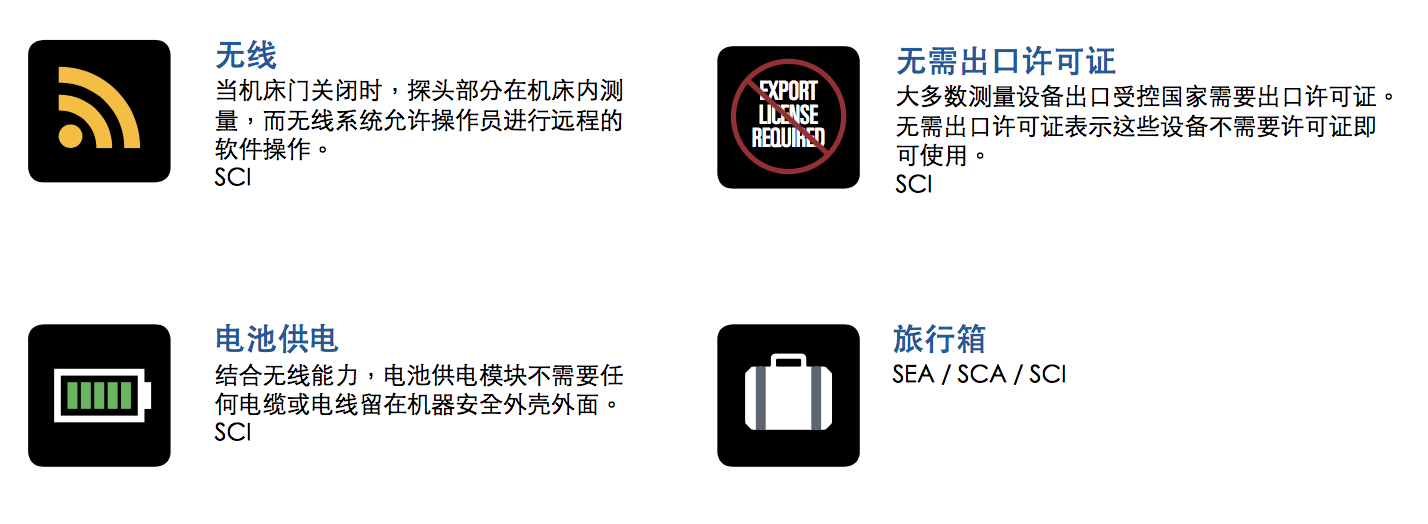 无线
当机床门关闭时，探头部分在机床内测
量，而无线系统允许操作员进行远程的
软件操作。
SCI
EXPORT
LICENSE
REQUIRED
无需出口许可证
大多数测量设备出口受控国家需要出口许可证。
无需出口许可证表示这些设备不需要许可证即
可使用。
SCI
电池供电
结合无线能力，电池供电模块不需要任
何电缆或电线留在机器安全外壳外面。
SCI
旅行箱
SEA / SCA / SCI